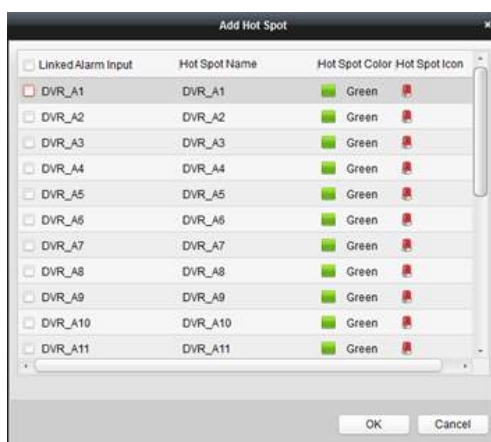 Add Hot Spot
Linked Alarm Input Hot Spot Name Hot Spot Color Hot Spot Icon
DVR_A1 DVR_A1 Green
DVR_A2 DVR_A2 Green
DVR_A3 DVR_A3 Green
DVR_A4 DVR_A4 Green
DVR_A5 DVR_A5 Green
DVR_A6 DVR_A6 Green
DVR_A7 DVR_A7 Green
DVR_A8 DVR_A8 Green
DVR_A9 DVR_A9 Green
DVR_A10 DVR_A10 Green
DVR_A11 DVR_A11 Green
OK Cancel